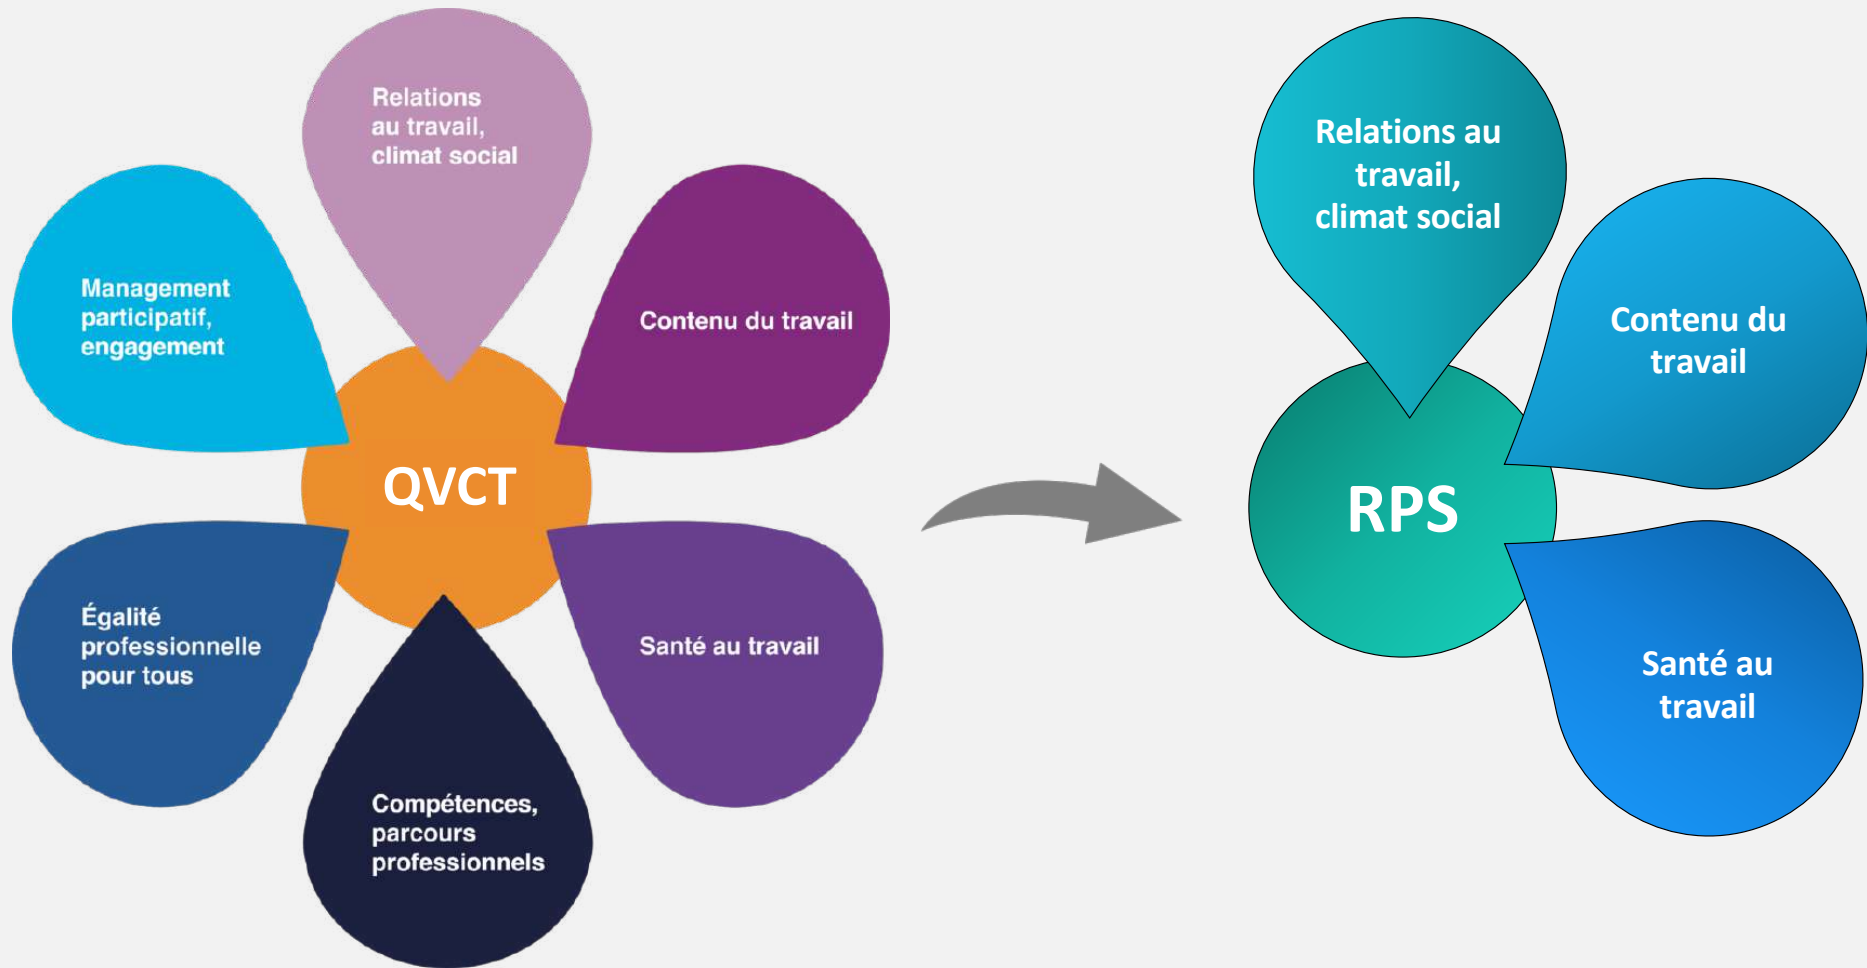 Relations
au travail,
climat social
Management
participatif,
engagement
Contenu du travail
QVCT
Égalité
professionnelle
pour tous
Santé au travail
Compétences,
parcours
professionnels
Relations au
travail,
climat social
Contenu du
travail
RPS
Santé au
travail